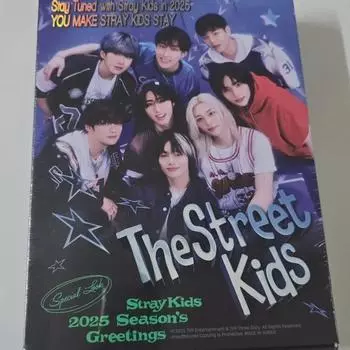 Stay Tuned with Stray Kids in 2025~
YOU MAKE STRAY KIDS STAY
The Street
Kids
Special Look
Stray Kids
2025 Season's
Greetings